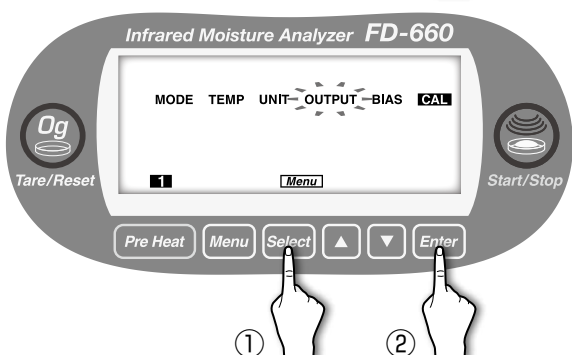 Infrared Moisture Analyzer FD-660
MODE TEMP UNIT OUTPUT BIAS CAL
0g
Tare/Reset
Start/Stop
1 Menu
Pre Heat Menu Select ▲ ▼ Enter
① ②